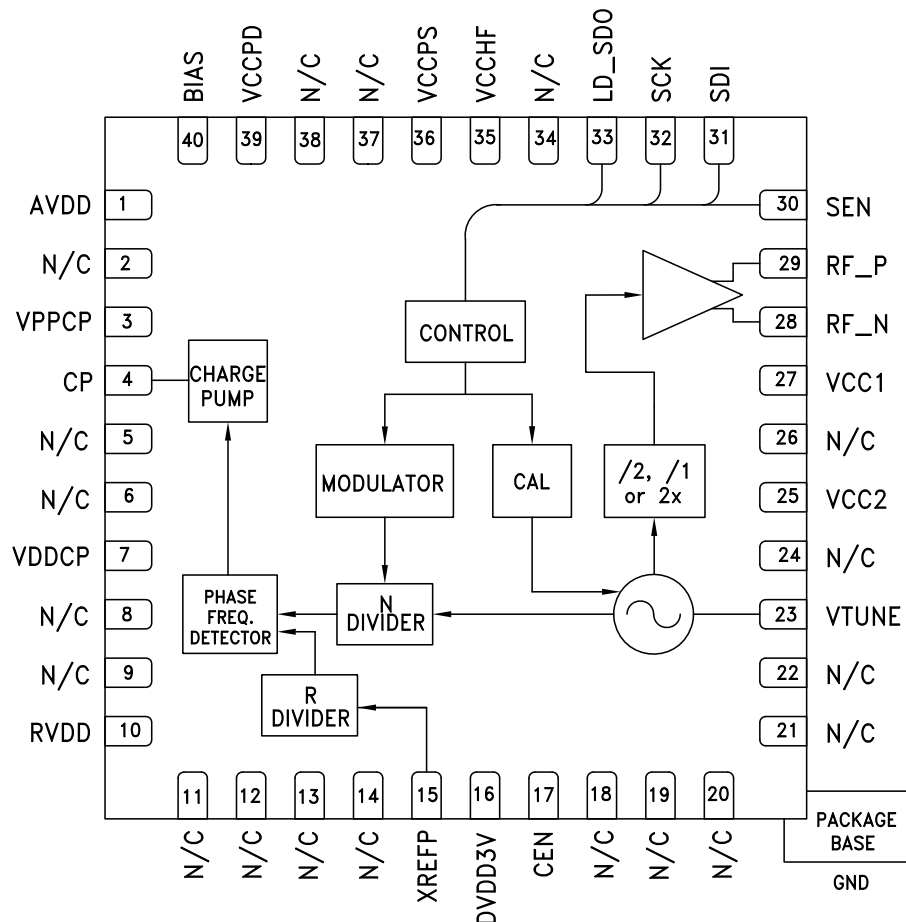 BIAS
VCCPD
N/C
N/C
VCCPS
VCCHF
N/C
LD_SDO
SCK
SDI
40
39
38
37
36
35
34
33
32
31
AVDD
1
N/C
2
VPPCP
3
CP
4
N/C
5
N/C
6
VDDCP
7
N/C
8
N/C
9
RVDD
10
30
SEN
29
RF_P
28
RF_N
27
VCC1
26
N/C
25
VCC2
24
N/C
23
VTUNE
22
N/C
21
N/C
CONTROL
CHARGE
PUMP
MODULATOR
CAL
/2, /1
or 2x
PHASE
FREQ.
DETECTOR
N
DIVIDER
R
DIVIDER
11
12
13
14
15
16
17
18
19
20
N/C
N/C
N/C
N/C
XREFP
DVDD3V
CEN
N/C
N/C
N/C
PACKAGE
BASE
GND